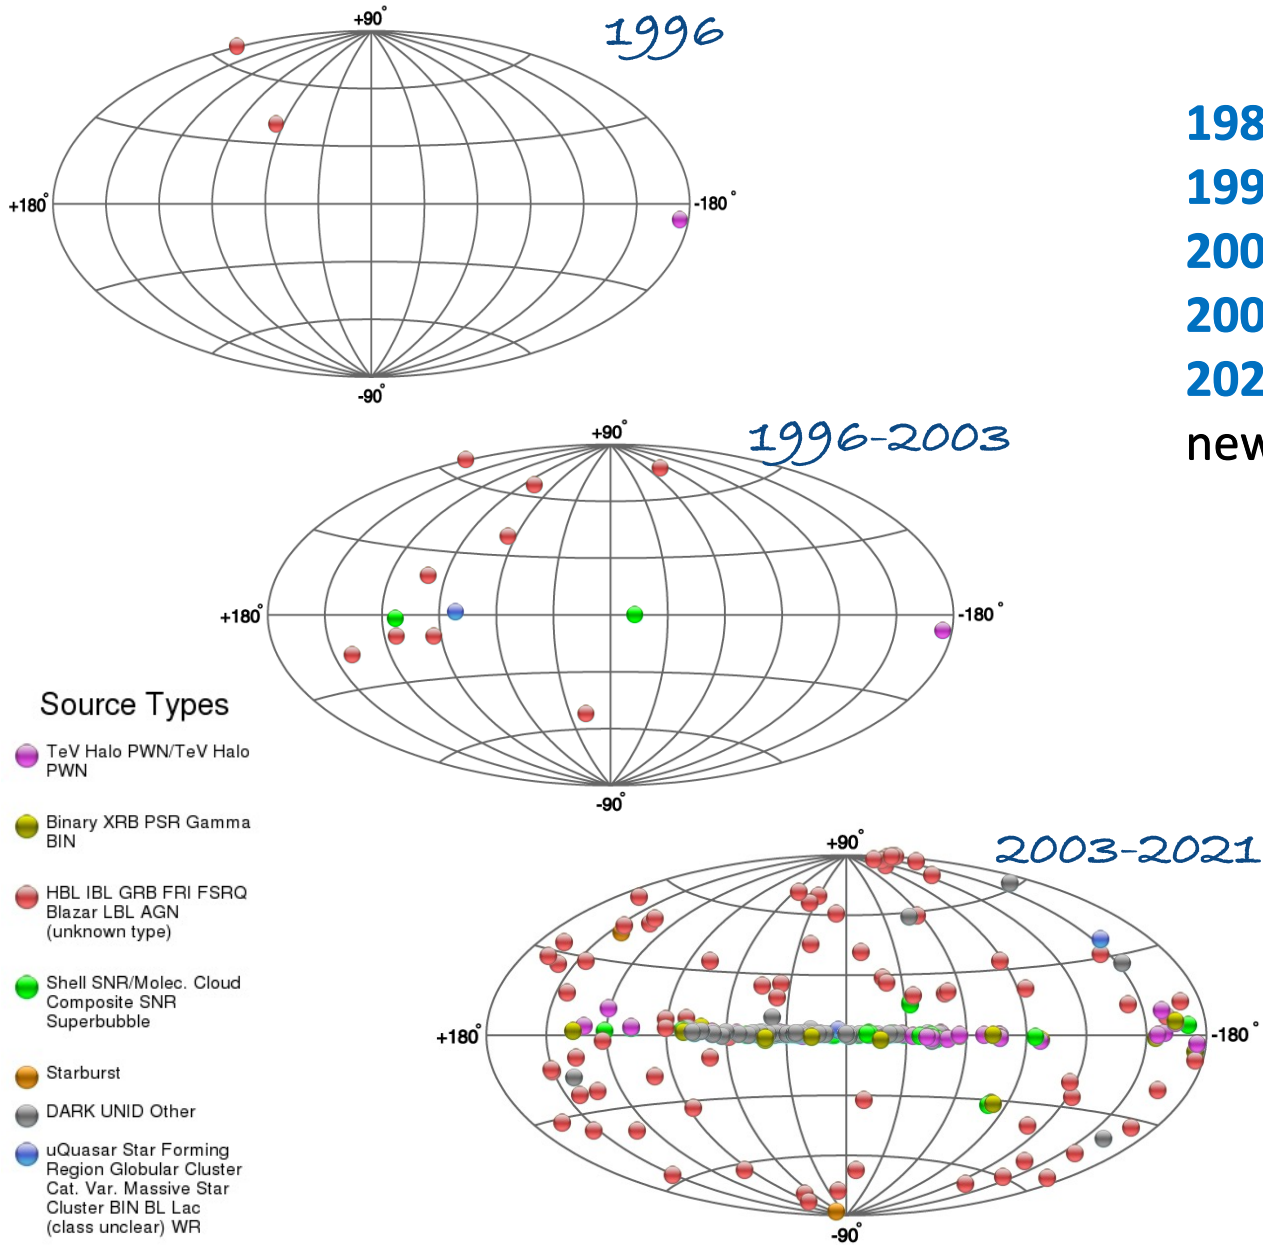 +90°
1996
+180°
-180°
-90°
198
199
200
200
202
new
+90°
1996-2003
+180°
-180°
-90°
Source Types
TeV Halo PWN/TeV Halo
PWN
Binary XRB PSR Gamma
BIN
HBL IBL GRB FRI FSRQ
Blazar LBL AGN
(unknown type)
Shell SNR/Molec. Cloud
Composite SNR
Superbubble
Starburst
DARK UNID Other
uQuasar Star Forming
Region Globular Cluster
Cat. Var. Massive Star
Cluster BIN BL Lac
(class unclear) WR
+90°
2003-2021
+180°
-180°
-90°